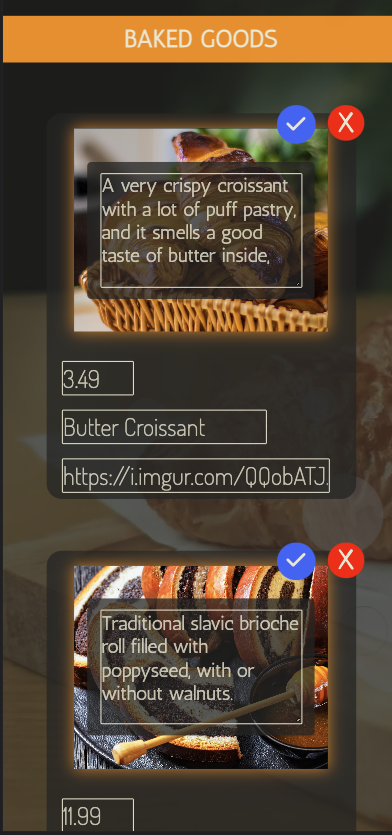 BAKED GOODS
X
A very crispy croissant
with a lot of puff pastry,
and it smells a good
taste of butter inside,
3.49
Butter Croissant
https://i.imgur.com/QQobATJ.
X
Traditional slavic brioche
roll filled with
poppyseed, with or
without walnuts.
11.99